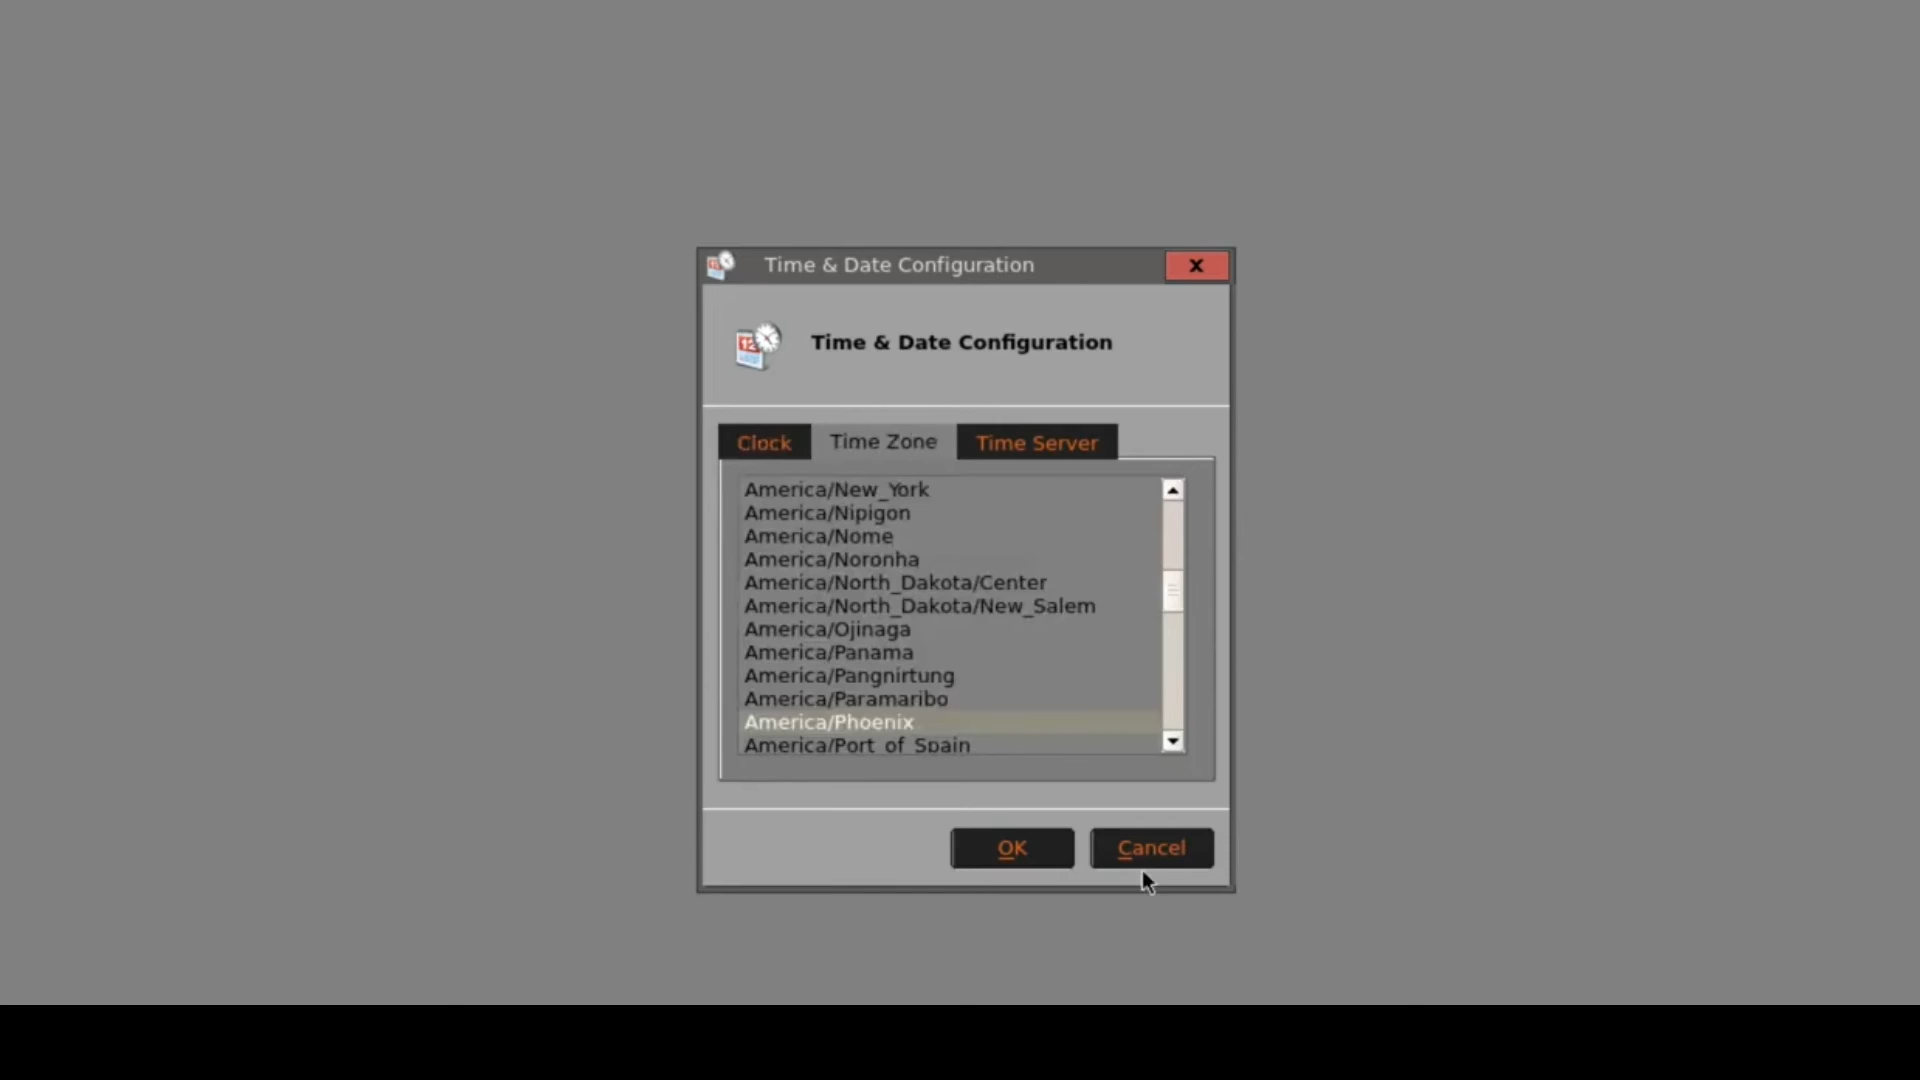 Time & Date Configuration
X
Time & Date Configuration
Clock Time Zone Time Server
America/New_York
America/Nipigon
America/Nome
America/Noronha
America/North_Dakota/Center
America/North_Dakota/New_Salem
America/Ojinaga
America/Panama
America/Pangnirtung
America/Paramaribo
America/Phoenix
America/Port_of_Spain
OK Cancel